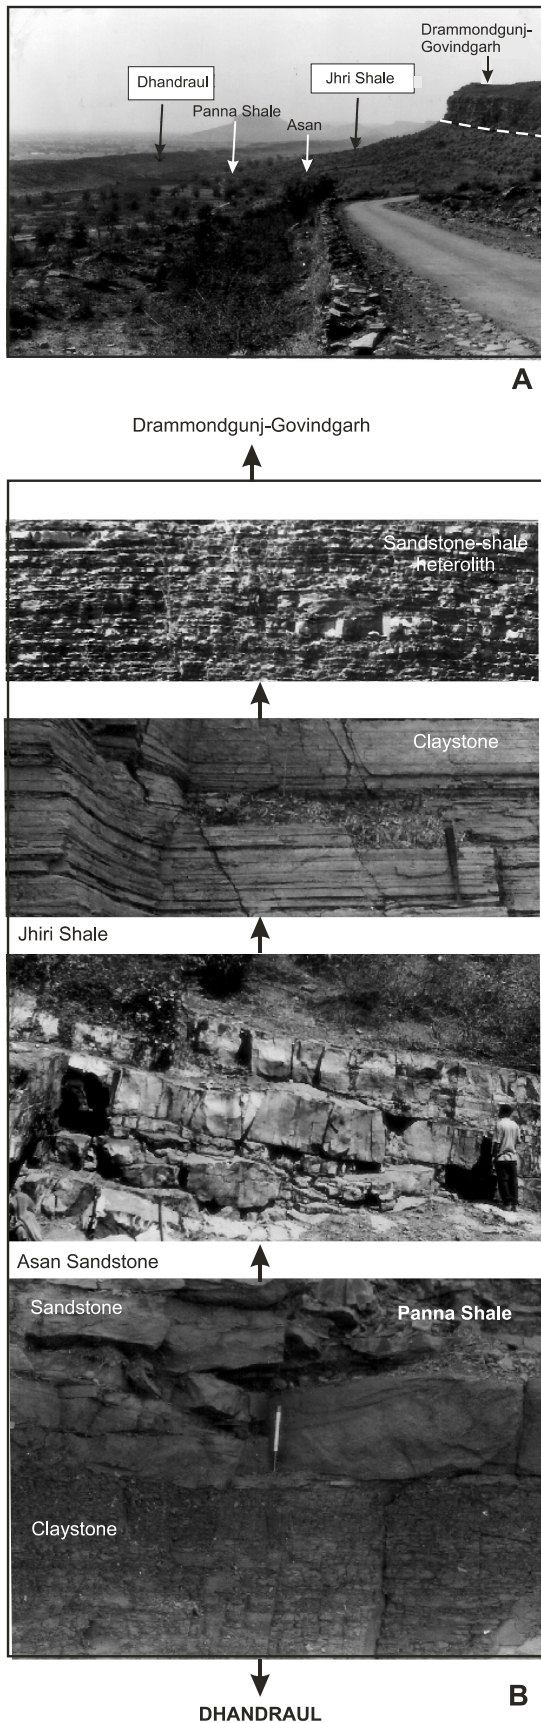 Drammondgunj-
Govindgarh
Dhandraul
Jhri Shale
Panna Shale
Asan
A
Drammondgunj-Govindgarh
Sandstone-shale
heterolith
Claystone
Jhiri Shale
Asan Sandstone
Sandstone
Panna Shale
Claystone
B
DHANDRAUL